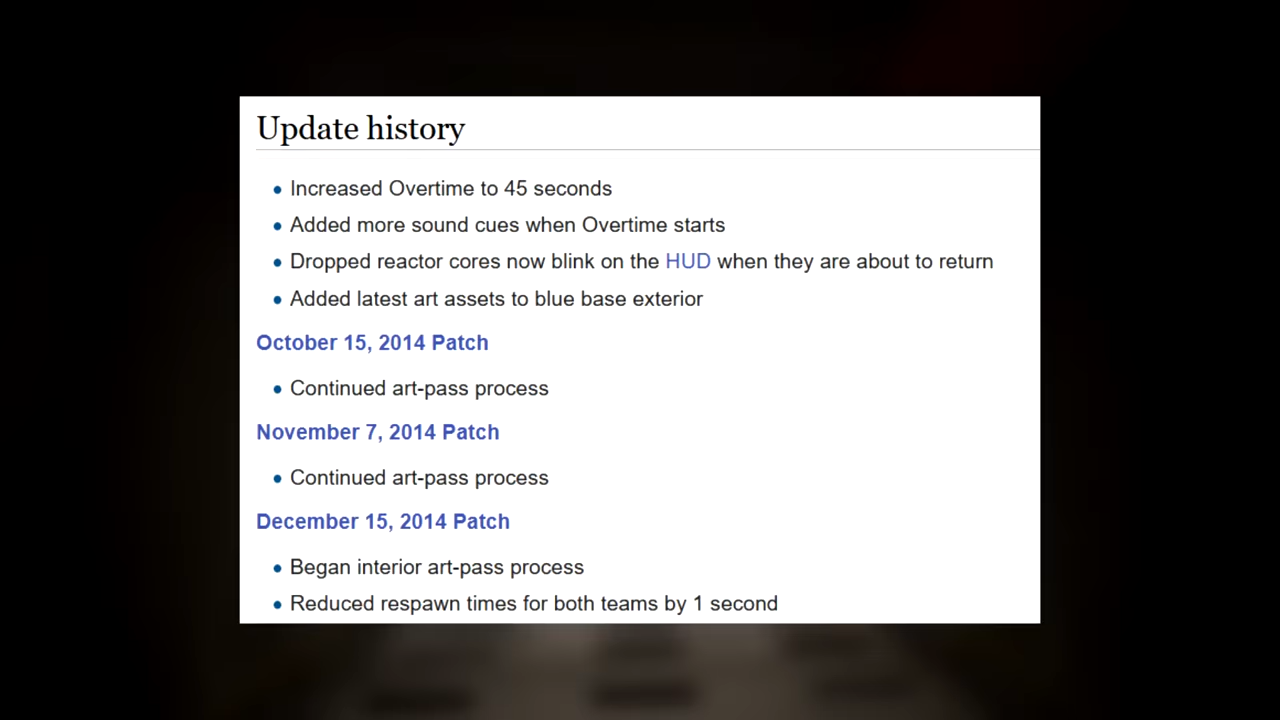 Update history
Increased Overtime to 45 seconds
Added more sound cues when Overtime starts
Dropped reactor cores now blink on the HUD when they are about to return
Added latest art assets to blue base exterior
October 15, 2014 Patch
Continued art-pass process
November 7, 2014 Patch
Continued art-pass process
December 15, 2014 Patch
Began interior art-pass process
Reduced respawn times for both teams by 1 second